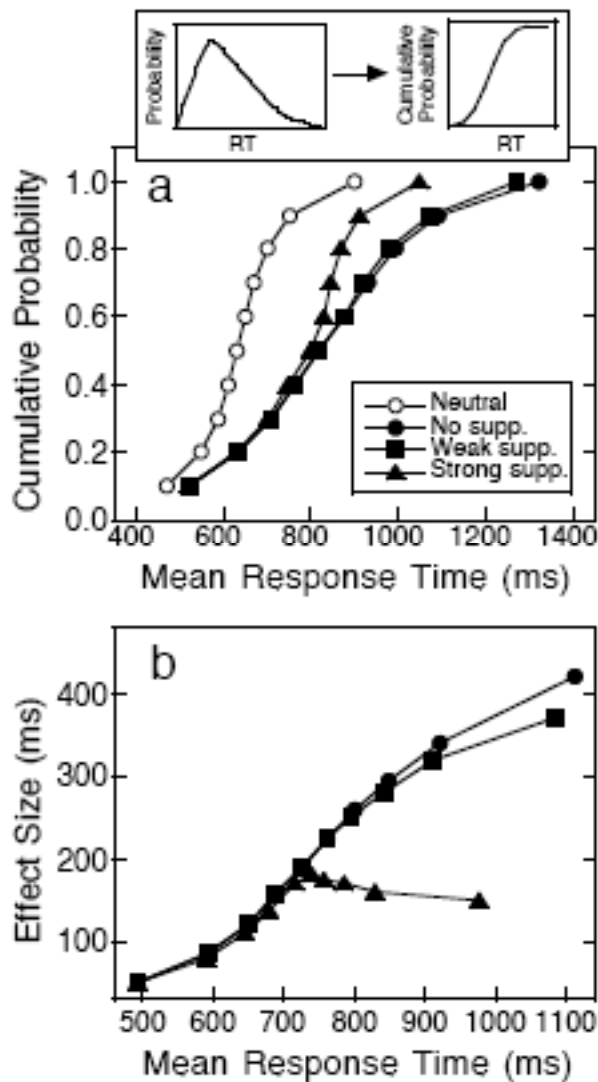 Probability
RT
Cumulative
Probability
RT
a
Cumulative Probability
1.0
0.8
0.6
0.4
0.2
0.0
Neutral
No supp.
Weak supp.
Strong supp.
400 600 800 1000 1200 1400
Mean Response Time (ms)
b
Effect Size (ms)
400
300
200
100
500 600 700 800 900 1000 1100
Mean Response Time (ms)